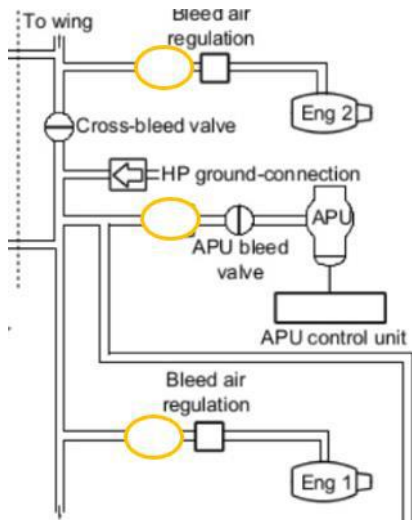 To wing
Bleed air
regulation
Eng 2
Cross-bleed valve
HP ground-connection
APU
APU bleed
valve
APU control unit
Bleed air
regulation
Eng 1